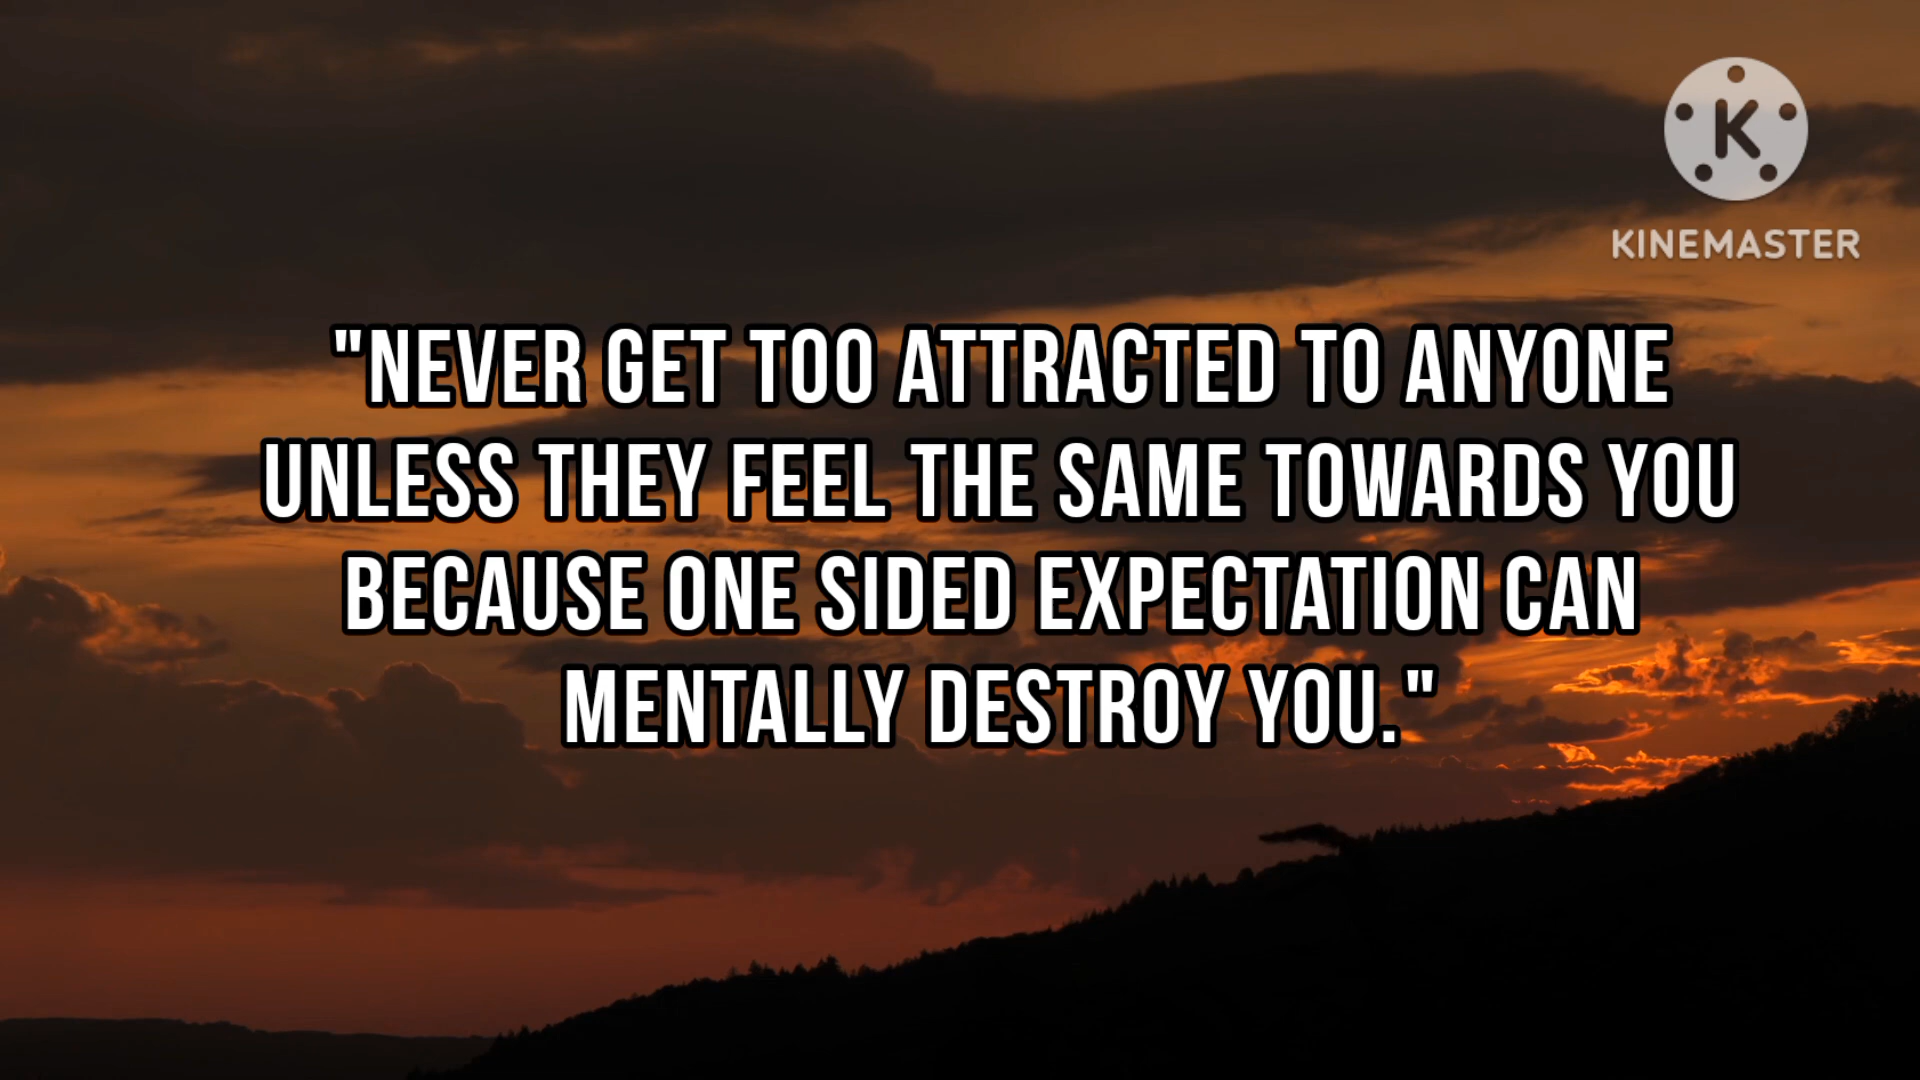 K
KINEMASTER
"NEVER GET TOO ATTRACTED TO ANYONE
UNLESS THEY FEEL THE SAME TOWARDS YOU
BECAUSE ONE SIDED EXPECTATION CAN
MENTALLY DESTROY YOU."